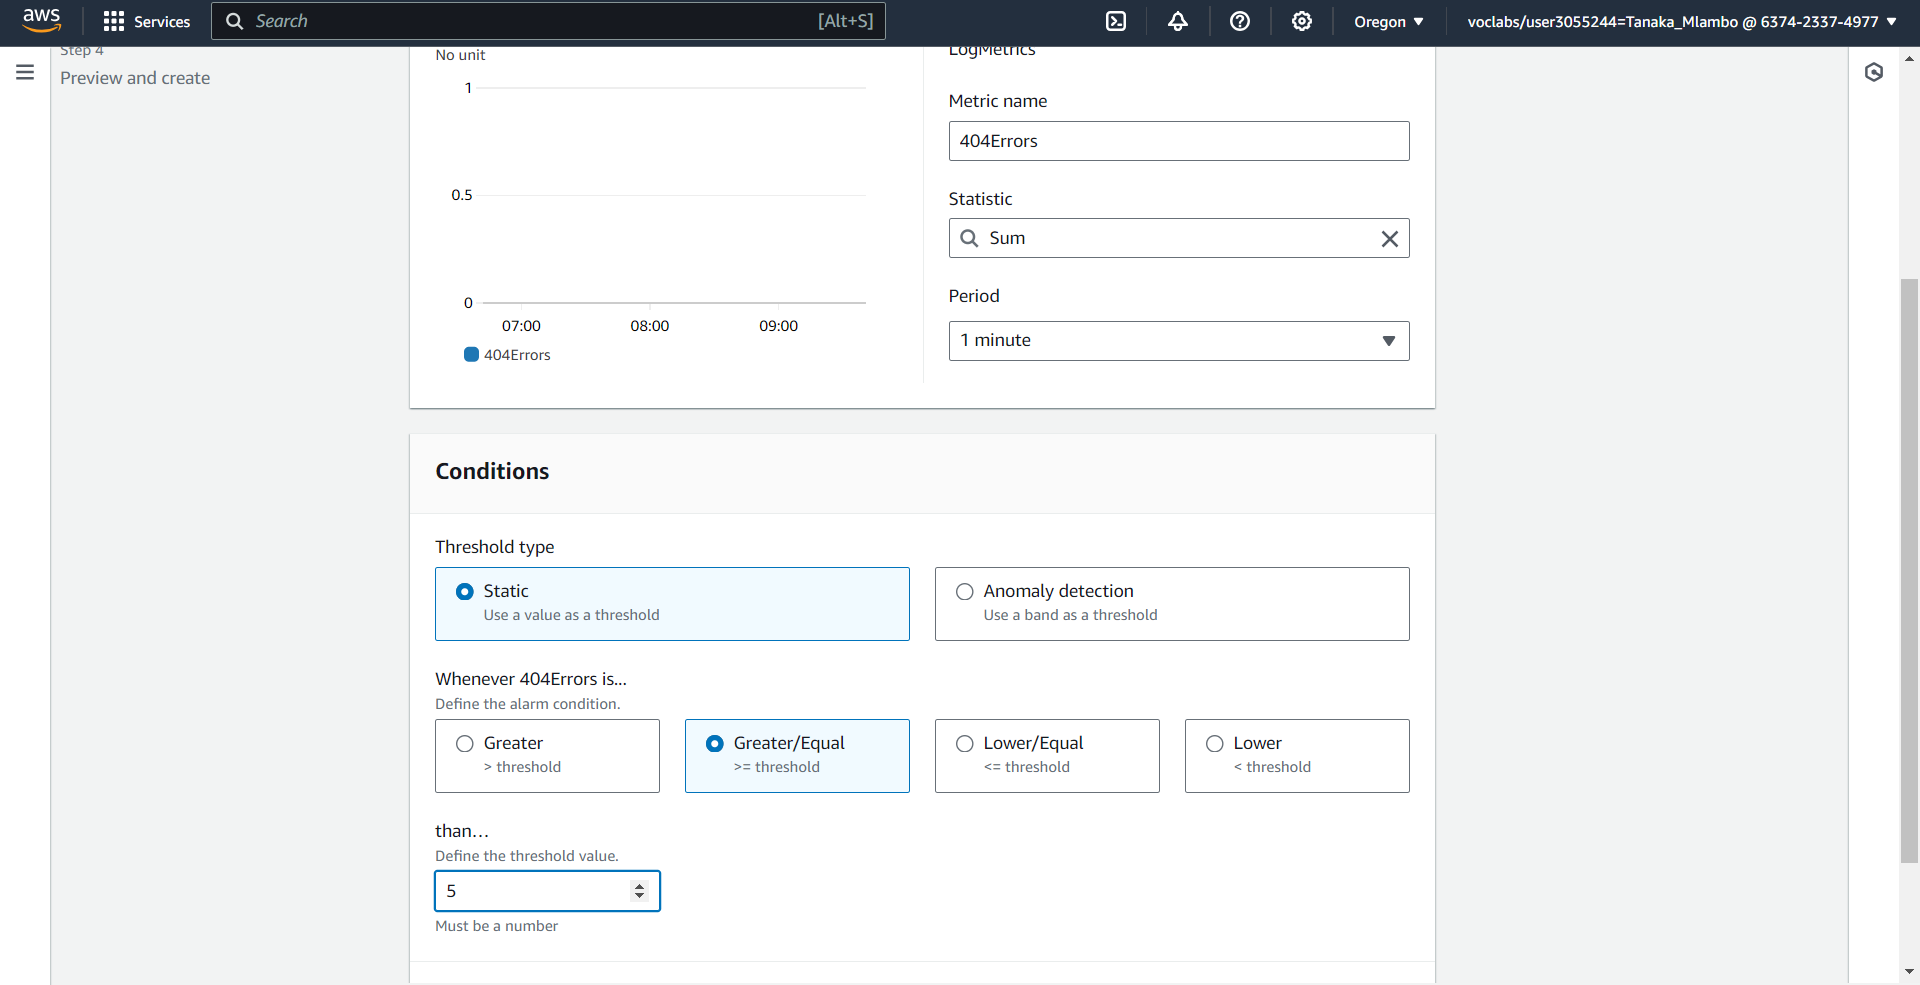 aws
Services
Search
[Alt+S]
Oregon
voclabs/user3055244=Tanaka_Mlambo @ 6374-2337-4977
Step 4
Preview and create
No unit
1
0.5
0
07:00
08:00
09:00
404Errors
LogMetrics
Metric name
404Errors
Statistic
Sum
Period
1 minute
Conditions
Threshold type
Static
Use a value as a threshold
Anomaly detection
Use a band as a threshold
Whenever 404Errors is...
Define the alarm condition.
Greater
> threshold
Greater/Equal
>= threshold
Lower/Equal
<= threshold
Lower
< threshold
than...
Define the threshold value.
5
Must be a number